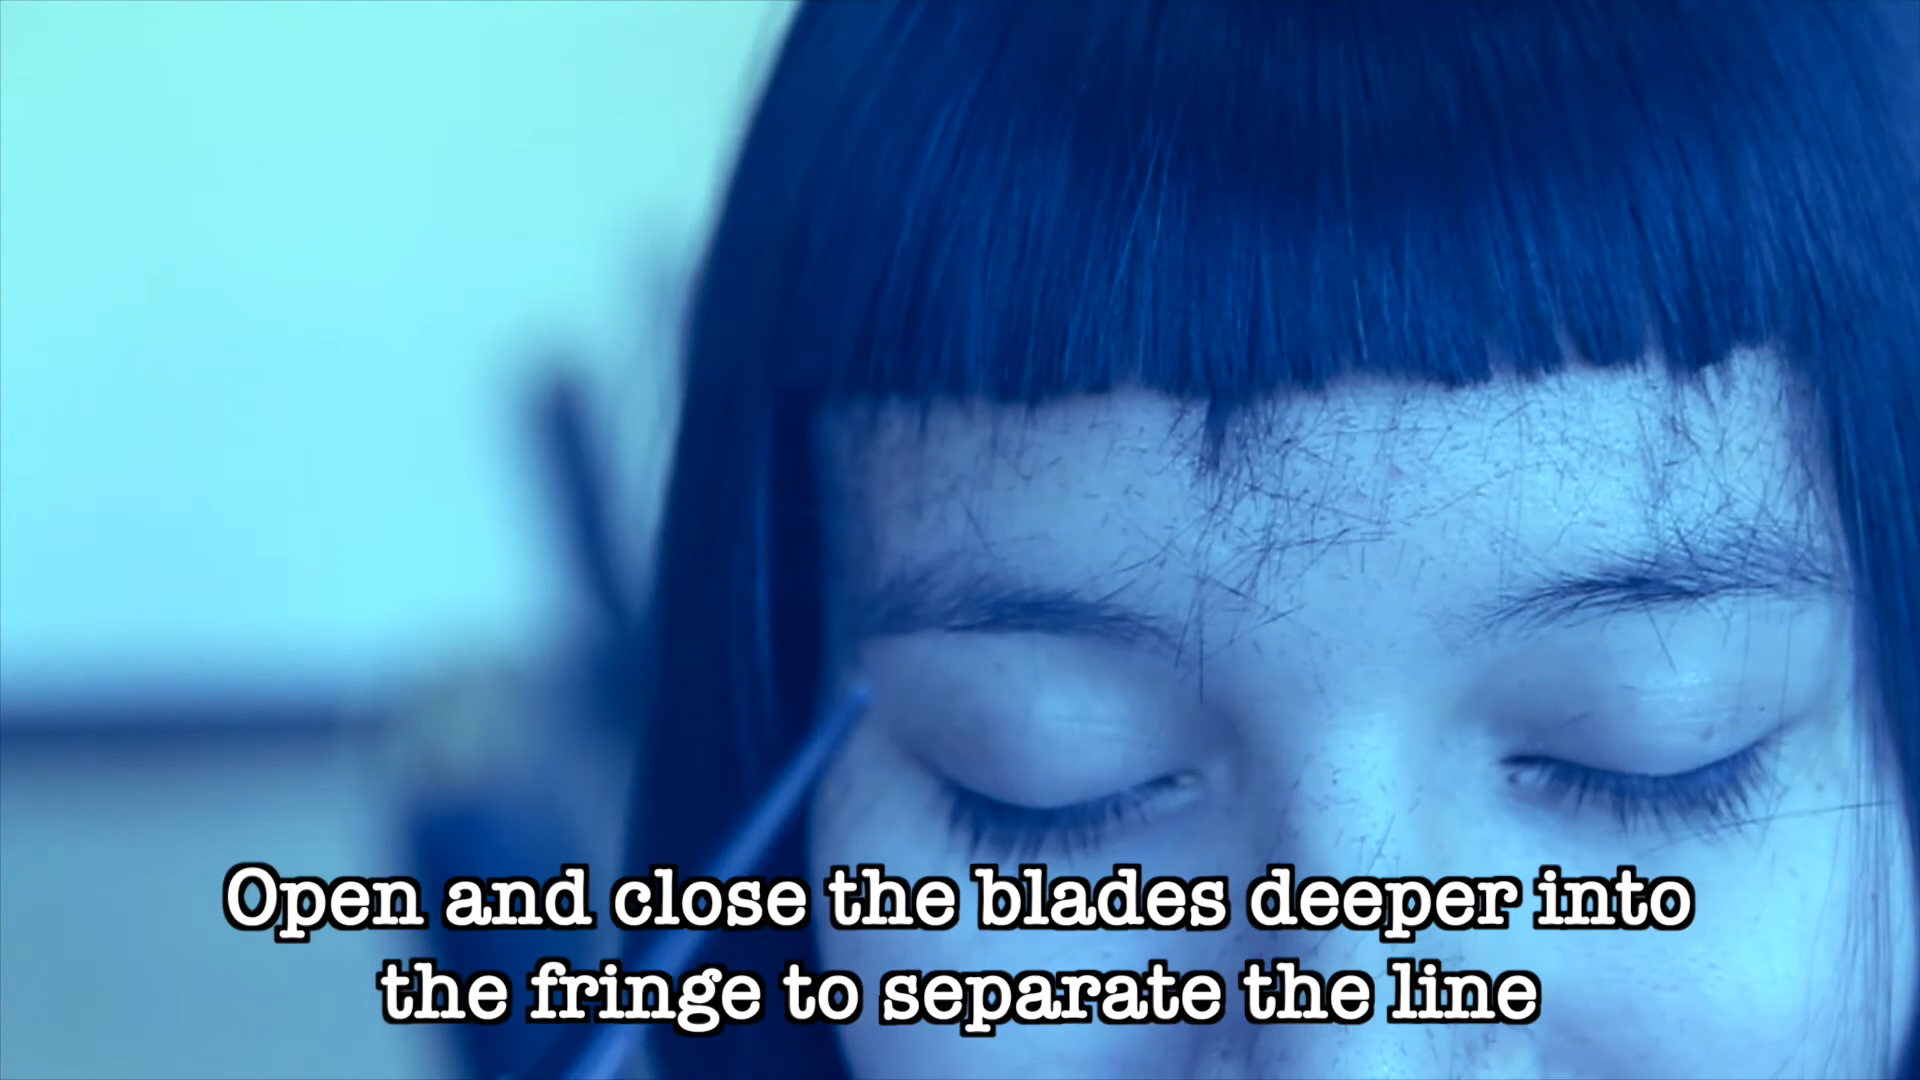 Open and close the blades deeper into
the fringe to separate the line